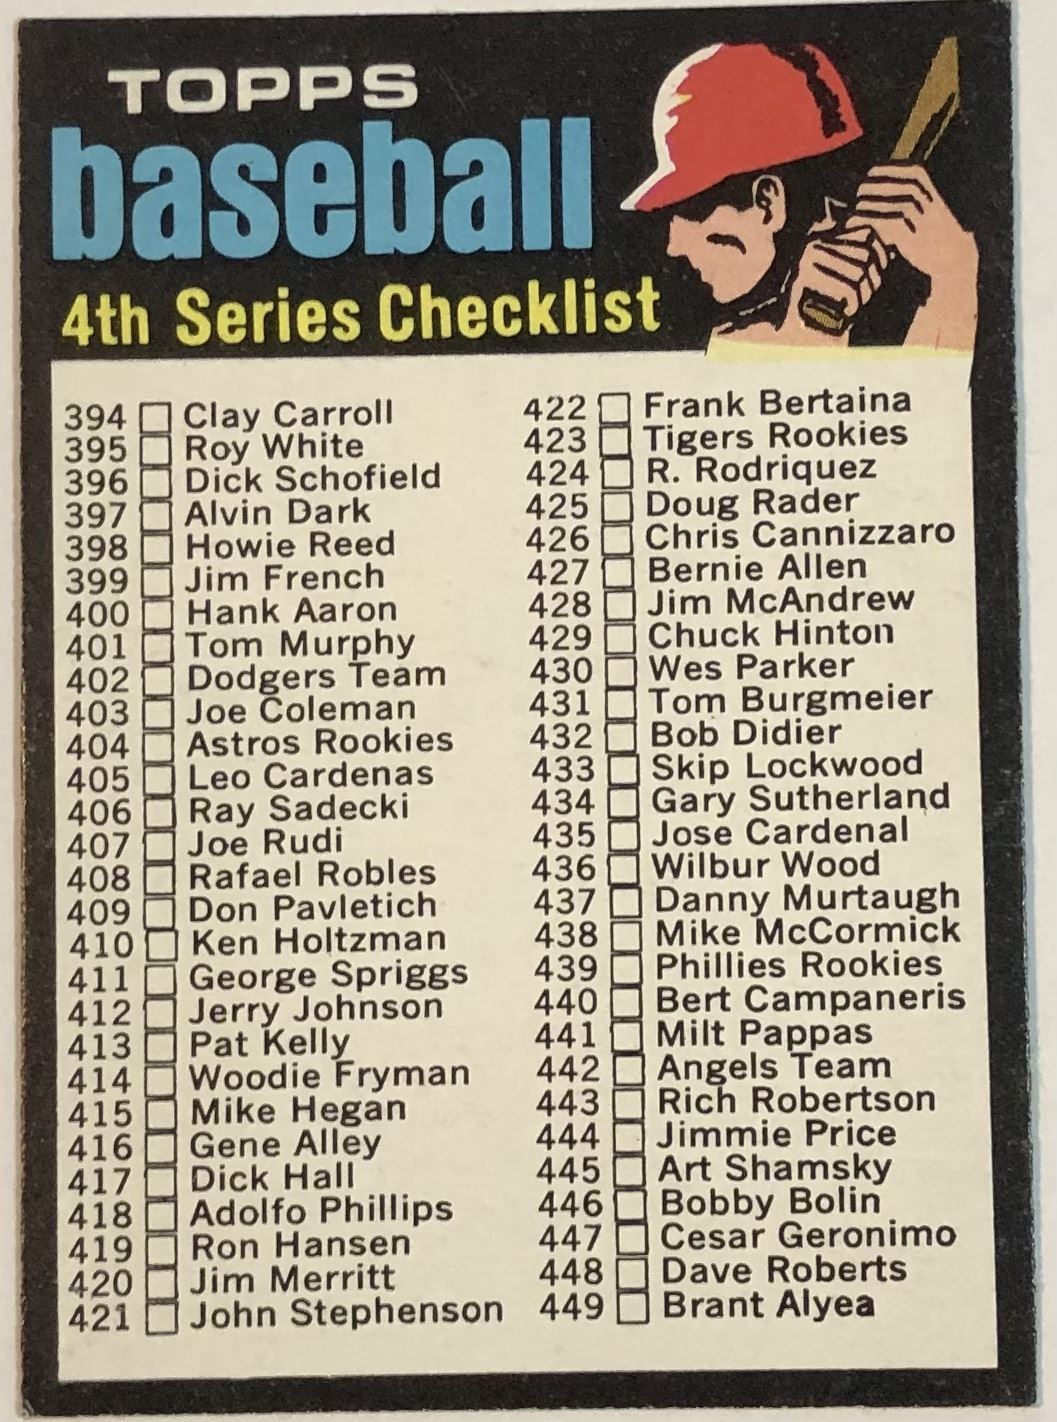 TOPPS
baseball
4th Series Checklist
394 Clay Carroll
395 Roy White
396 Dick Schofield
397 Alvin Dark
398 Howie Reed
399 Jim French
400 Hank Aaron
401 Tom Murphy
402 Dodgers Team
403 Joe Coleman
404 Astros Rookies
405 Leo Cardenas
406 Ray Sadecki
407 Joe Rudi
408 Rafael Robles
409 Don Pavletich
410 Ken Holtzman
411 George Spriggs
412 Jerry Johnson
413 Pat Kelly
414 Woodie Fryman
415 Mike Hegan
416 Gene Alley
417 Dick Hall
418 Adolfo Phillips
419 Ron Hansen
420 Jim Merritt
421 John Stephenson
422 Frank Bertaina
423 Tigers Rookies
424 R. Rodriquez
425 Doug Rader
426 Chris Cannizzaro
427 Bernie Allen
428 Jim McAndrew
429 Chuck Hinton
430 Wes Parker
431 Tom Burgmeier
432 Bob Didier
433 Skip Lockwood
434 Gary Sutherland
435 Jose Cardenal
436 Wilbur Wood
437 Danny Murtaugh
438 Mike McCormick
439 Phillies Rookies
440 Bert Campaneris
441 Milt Pappas
442 Angels Team
443 Rich Robertson
444 Jimmie Price
445 Art Shamsky
446 Bobby Bolin
447 Cesar Geronimo
448 Dave Roberts
449 Brant Alyea